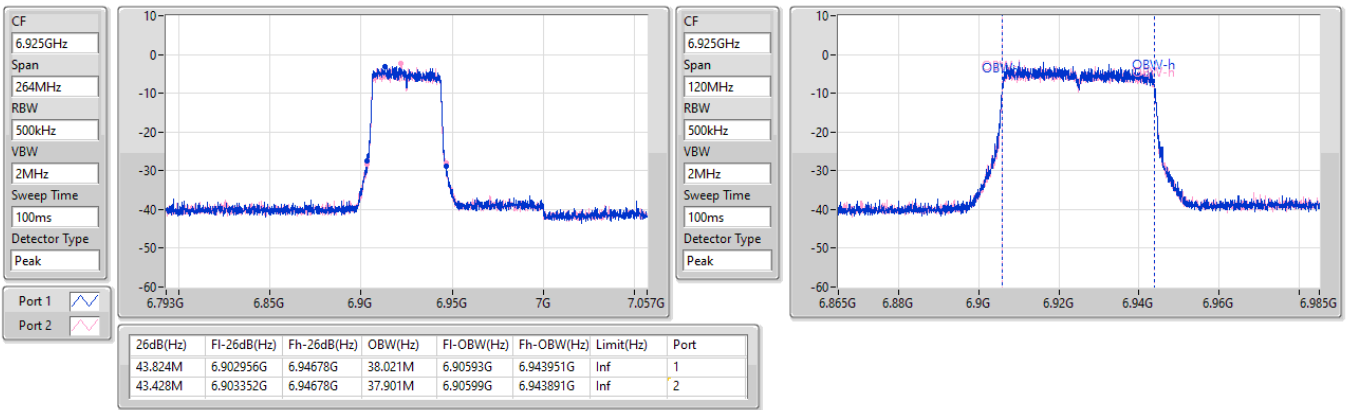 CF
6.925GHz
Span
264MHz
RBW
500kHz
VBW
2MHz
Sweep Time
100ms
Detector Type
Peak
Port 1
Port 2
10
0
-10
-20
-30
-40
-50
-60
6.793G 6.85G 6.9G 6.95G 7G 7.057G
CF
6.925GHz
Span
120MHz
RBW
500kHz
VBW
2MHz
Sweep Time
100ms
Detector Type
Peak
10
0
-10
-20
-30
-40
-50
-60
OBW-h
6.865G 6.88G 6.9G 6.92G 6.94G 6.96G 6.985G
26dB(Hz) Fl-26dB(Hz) Fh-26dB(Hz) OBW(Hz) Fl-OBW(Hz) Fh-OBW(Hz) Limit(Hz) Port
43.824M 6.902956G 6.94678G 38.021M 6.90593G 6.943951G Inf 1
43.428M 6.903352G 6.94678G 37.901M 6.90599G 6.943891G Inf 2